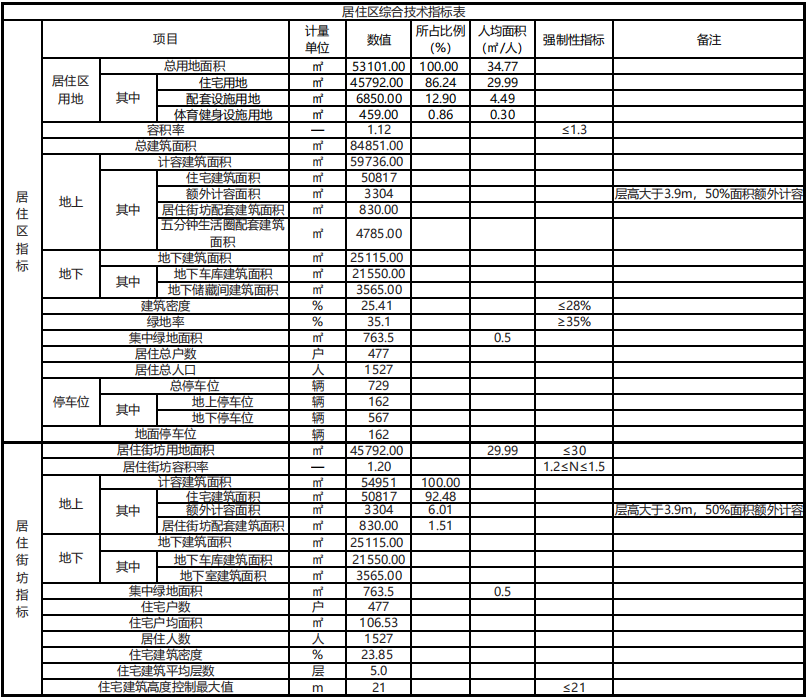 居住区综合技术指标表
项目 计量单位 数值 所占比例(%) 人均面积(㎡/人) 强制性指标 备注
居住区指标
居住区用地 总用地面积 ㎡ 53101.00 100.00 34.77
其中 住宅用地 ㎡ 45792.00 86.24 29.99
配套设施用地 ㎡ 6850.00 12.90 4.49
体育健身设施用地 ㎡ 459.00 0.86 0.30
容积率 — 1.12 ≤1.3
总建筑面积 ㎡ 84851.00
地上 计容建筑面积 ㎡ 59736.00
其中 住宅建筑面积 ㎡ 50817
额外计容面积 ㎡ 3304 层高大于3.9m，50%面积额外计容
居住街坊配套建筑面积 ㎡ 830.00
五分钟生活圈配套建筑面积 ㎡ 4785.00
地下 地下建筑面积 ㎡ 25115.00
其中 地下车库建筑面积 ㎡ 21550.00
地下储藏间建筑面积 ㎡ 3565.00
建筑密度 % 25.41 ≤28%
绿地率 % 35.1 ≥35%
集中绿地面积 ㎡ 763.5 0.5
居住总户数 户 477
居住总人口 人 1527
停车位 总停车位 辆 729
其中 地上停车位 辆 162
地下停车位 辆 567
地面停车位 辆 162
居住街坊指标
居住街坊用地面积 ㎡ 45792.00 29.99 ≤30
居住街坊容积率 — 1.20 1.2≤N≤1.5
地上 计容建筑面积 ㎡ 54951 100.00
其中 住宅建筑面积 ㎡ 50817 92.48
额外计容面积 ㎡ 3304 6.01 层高大于3.9m，50%面积额外计容
居住街坊配套建筑面积 ㎡ 830.00 1.51
地下 地下建筑面积 ㎡ 25115.00
其中 地下车库建筑面积 ㎡ 21550.00
地下室建筑面积 ㎡ 3565.00
集中绿地面积 ㎡ 763.5 0.5
住宅户数 户 477
住宅户均面积 ㎡ 106.53
居住人数 人 1527
住宅建筑密度 % 23.85
住宅建筑平均层数 层 5.0
住宅建筑高度控制最大值 m 21 ≤21